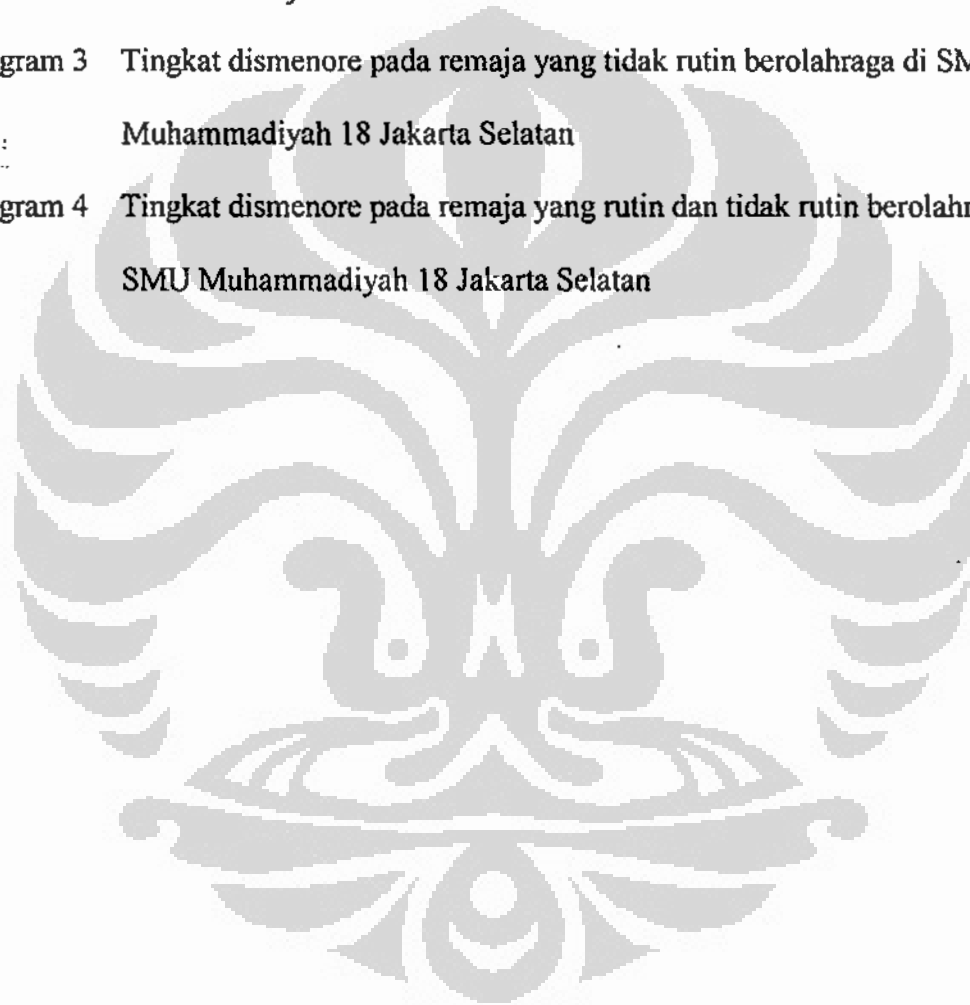 gram 3 Tingkat dismenore pada remaja yang tidak rutin berolahraga di SM
Muhammadiyah 18 Jakarta Selatan
gram 4 Tingkat dismenore pada remaja yang rutin dan tidak rutin berolah
SMU Muhammadiyah 18 Jakarta Selatan